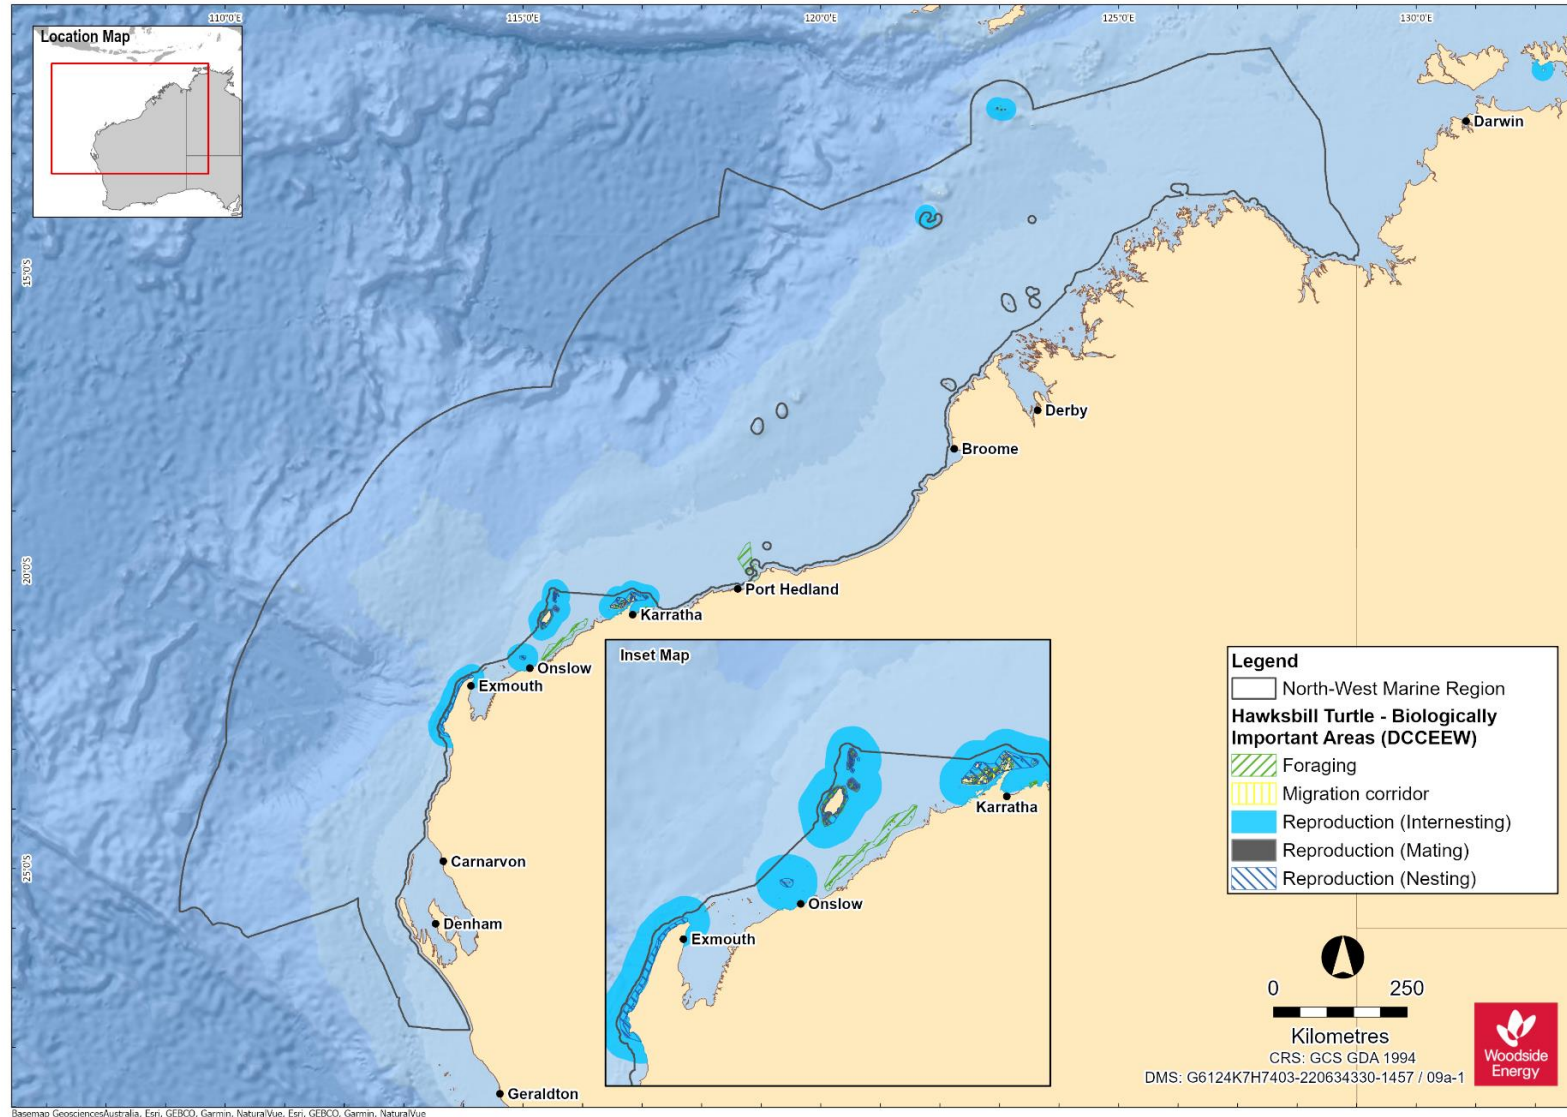 110°0'E
115°0'E
120°0'E
125°0'E
130°0'E
Location Map
Darwin
15°0'S
Derby
Broome
20°0'S
Port Hedland
Karratha
Onslow
Exmouth
25°0'S
Carnarvon
Denham
Geraldton
Inset Map
Karratha
Onslow
Exmouth
Legend
North-West Marine Region
Hawksbill Turtle - Biologically
Important Areas (DCCEEW)
Foraging
Migration corridor
Reproduction (Internesting)
Reproduction (Mating)
Reproduction (Nesting)
0 250
Kilometres
CRS: GCS GDA 1994
DMS: G6124K7H7403-220634330-1457 / 09a-1
Woodside
Energy
Basemap GeosciencesAustralia, Esri, GEBCO, Garmin, NaturalVue, Esri, GEBCO, Garmin, NaturalVue